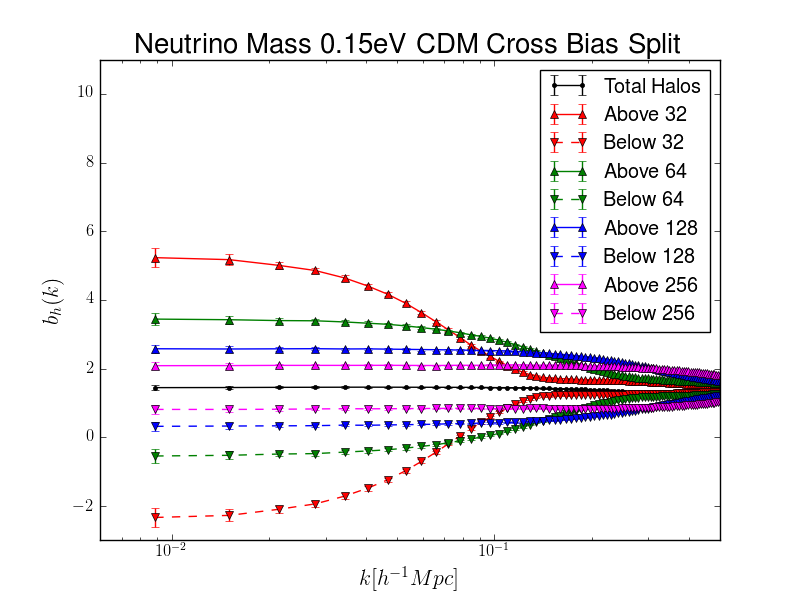 Neutrino Mass 0.15eV CDM Cross Bias Split
Total Halos
Above 32
Below 32
Above 64
Below 64
Above 128
Below 128
Above 256
Below 256
10
8
6
4
2
0
−2
b_h(k)
10^{-2}
10^{-1}
k[h^{-1}Mpc]